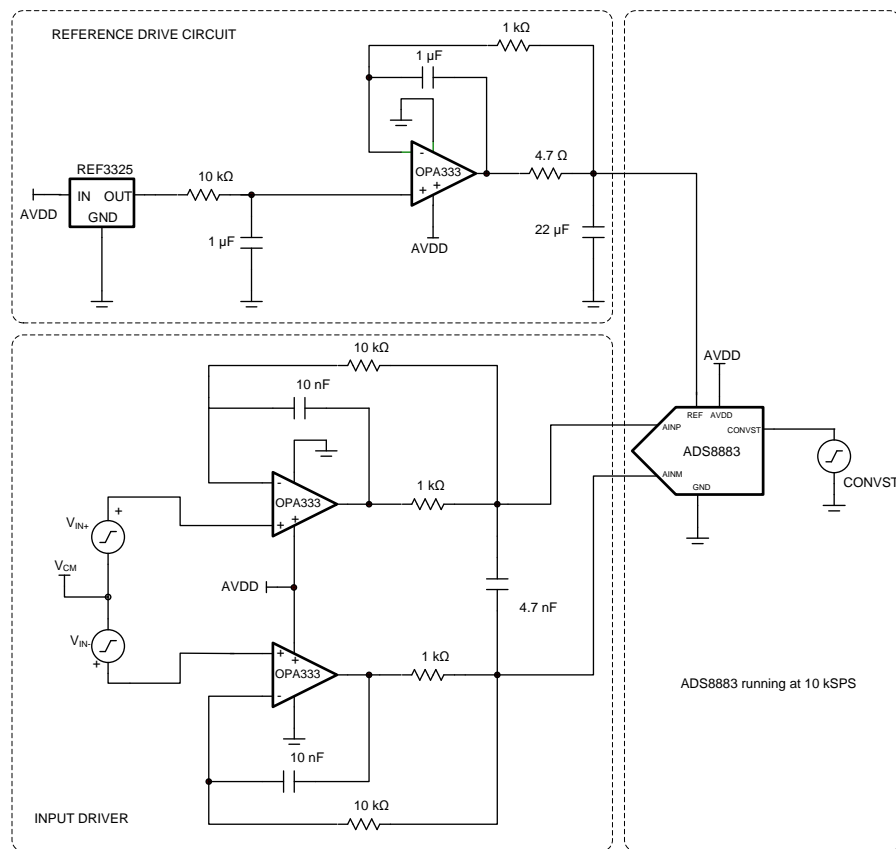 REFERENCE DRIVE CIRCUIT
1 kΩ
1 µF
-
OPA333
+ +
AVDD
4.7 Ω
22 µF
REF3325
IN OUT
GND
AVDD
10 kΩ
1 µF
INPUT DRIVER
10 kΩ
10 nF
-
OPA333
+ +
1 kΩ
VIN+
+
VCM
AVDD
4.7 nF
VIN-
+
+ +
OPA333
-
1 kΩ
10 nF
10 kΩ
AVDD
REF AVDD
AINP CONVST
ADS8883
AINM
GND
CONVST
ADS8883 running at 10 kSPS